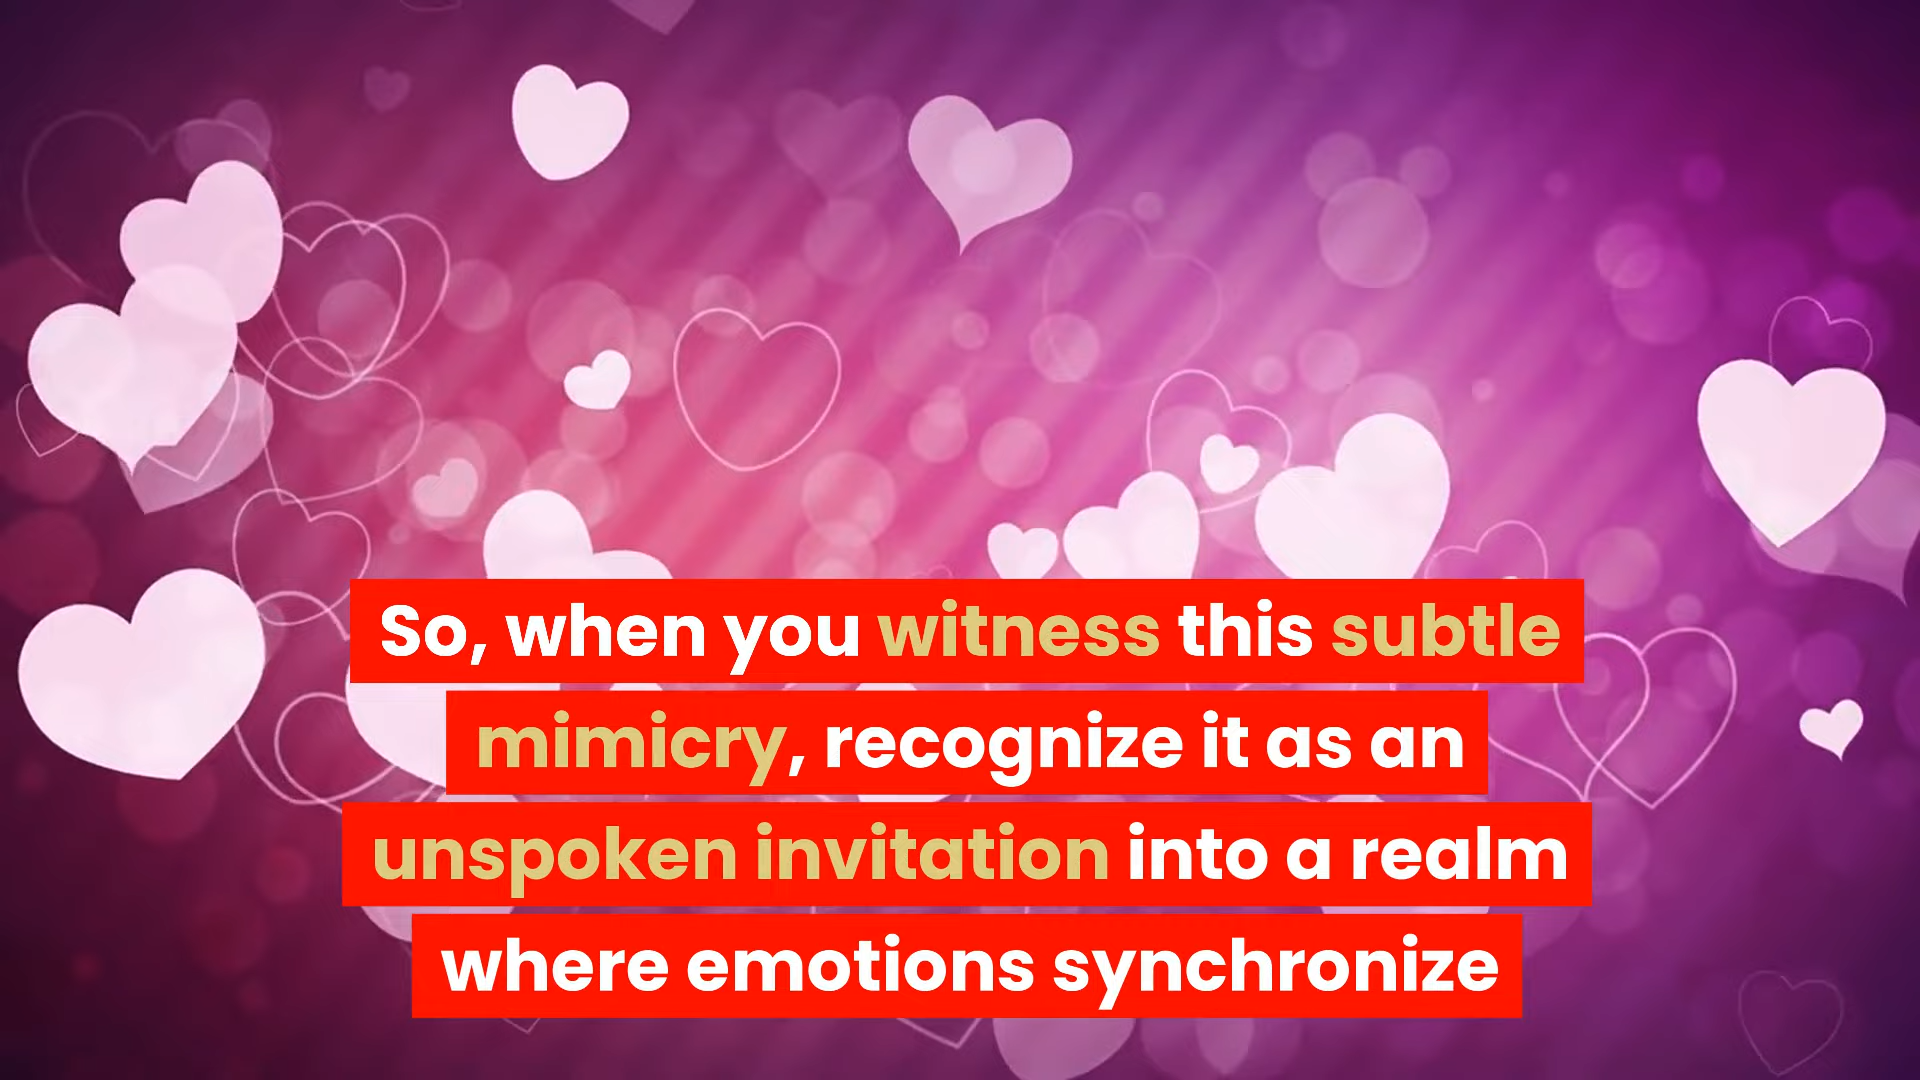 So, when you witness this subtle
mimicry, recognize it as an
unspoken invitation into a realm
where emotions synchronize